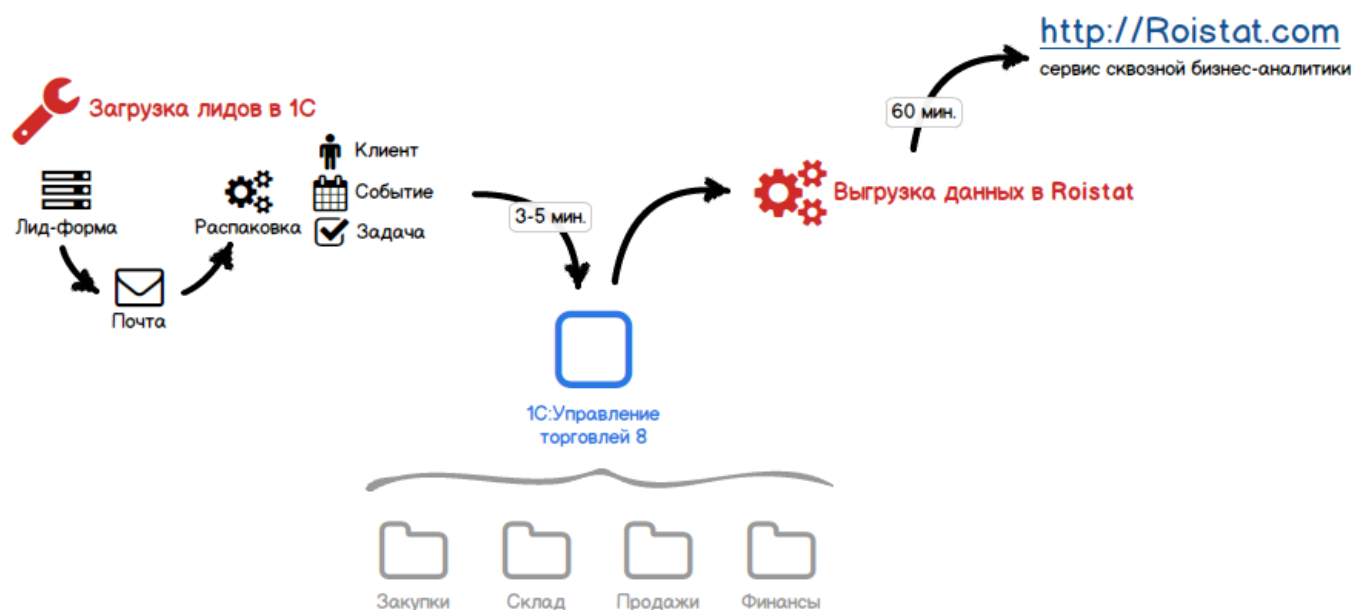 http://Roistat.com
сервис сквозной бизнес-аналитики
60 мин.
Загрузка лидов в 1С
Клиент
Событие
Задача
Лид-форма
Распаковка
Почта
3-5 мин.
Выгрузка данных в Roistat
1С:Управление
торговлей 8
Закупки
Склад
Продажи
Финансы